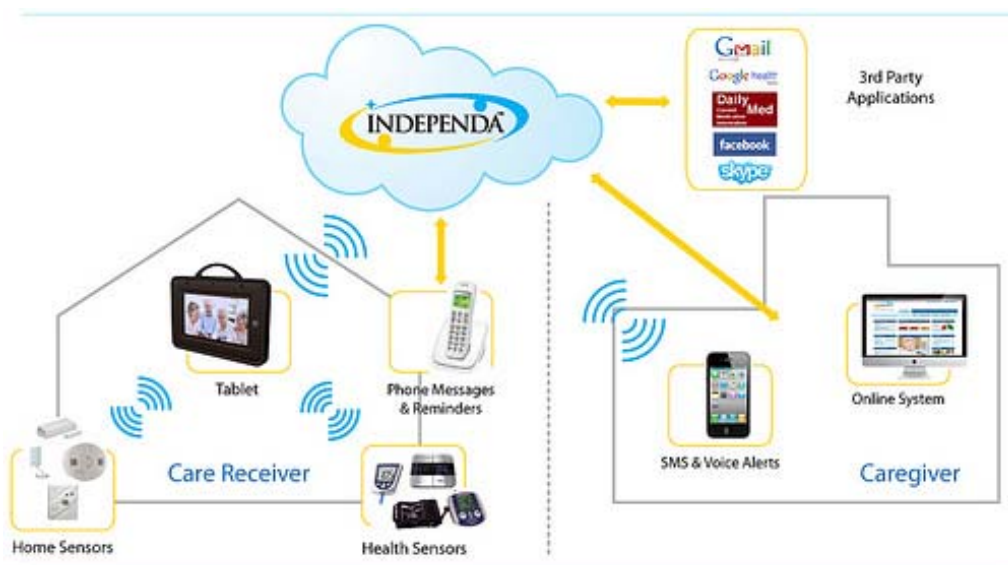 Gmail
Google health
Daily
Med
facebook
skype
3rd Party
Applications
INDEPENDA™
Tablet
Phone Messages
& Reminders
Care Receiver
Home Sensors
Health Sensors
SMS & Voice Alerts
Online System
Caregiver